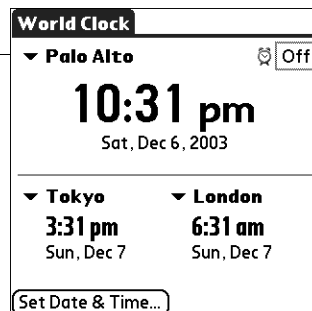 World Clock
Palo Alto Off
10:31 pm
Sat, Dec 6, 2003
Tokyo London
3:31 pm 6:31 am
Sun, Dec 7 Sun, Dec 7
Set Date & Time...